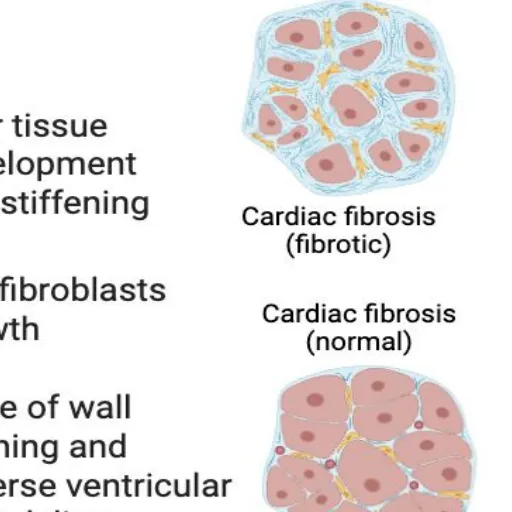 r tissue
elopment
stiffening
Cardiac fibrosis
(fibrotic)
fibroblasts
wth
Cardiac fibrosis
(normal)
e of wall
ning and
erse ventricular